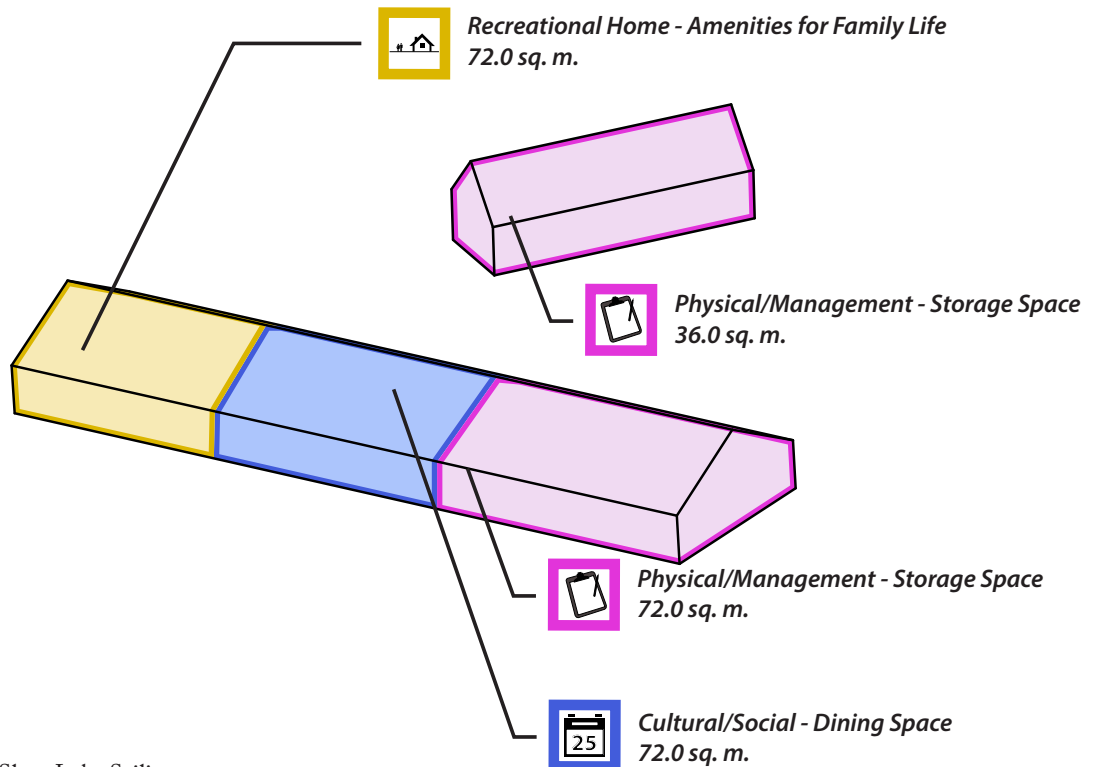 Recreational Home - Amenities for Family Life
72.0 sq. m.
Physical/Management - Storage Space
36.0 sq. m.
Physical/Management - Storage Space
72.0 sq. m.
Cultural/Social - Dining Space
72.0 sq. m.
25